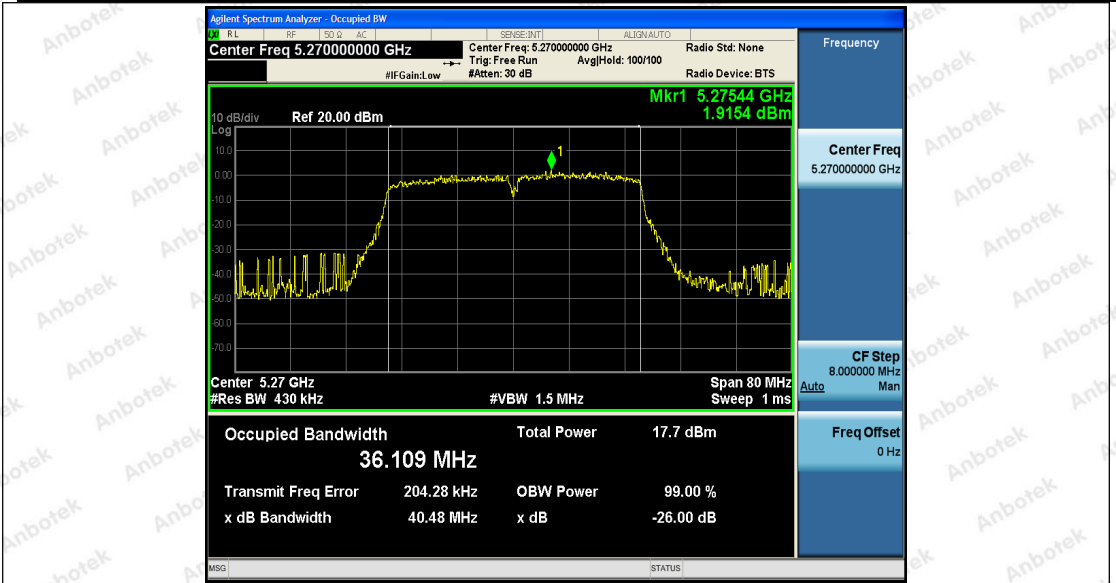 Agilent Spectrum Analyzer - Occupied BW
LXI RL RF 50 Ω AC SENSE:INT ALIGNAUTO
Center Freq 5.270000000 GHz
Center Freq: 5.270000000 GHz Radio Std: None
Trig: Free Run Avg|Hold: 100/100
#IFGain:Low #Atten: 30 dB Radio Device: BTS
Mkr1 5.27544 GHz
1.9154 dBm
10 dB/div Ref 20.00 dBm
Log
10.0
0.00
-10.0
-20.0
-30.0
-40.0
-50.0
-60.0
-70.0
1
Center 5.27 GHz Span 80 MHz
#Res BW 430 kHz #VBW 1.5 MHz Sweep 1 ms
Occupied Bandwidth Total Power 17.7 dBm
36.109 MHz
Transmit Freq Error 204.28 kHz OBW Power 99.00 %
x dB Bandwidth 40.48 MHz x dB -26.00 dB
MSG STATUS
Frequency
Center Freq
5.270000000 GHz
CF Step
8.000000 MHz
Auto Man
Freq Offset
0 Hz
Anbotek